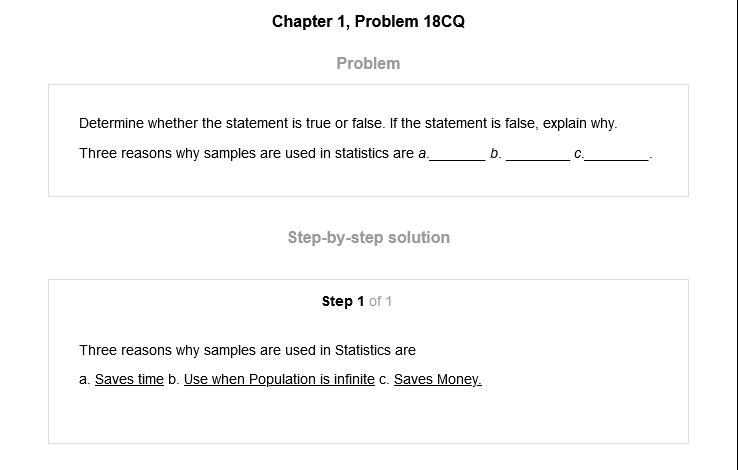 Chapter 1, Problem 18CQ
Problem
Determine whether the statement is true or false. If the statement is false, explain why.
Three reasons why samples are used in statistics are a.________ b. ________ c.________.
Step-by-step solution
Step 1 of 1
Three reasons why samples are used in Statistics are
a. Saves time b. Use when Population is infinite c. Saves Money.